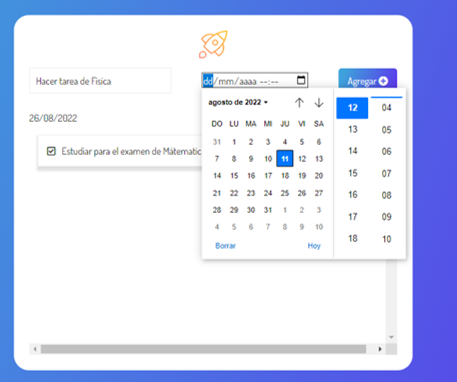 Hacer tarea de Fisica
dd/mm/aaaa --:--
Agregar
agosto de 2022
DO LU MA MI JU VI SA
31 1 2 3 4 5 6
7 8 9 10 11 12 13
14 15 16 17 18 19 20
21 22 23 24 25 26 27
28 29 30 31 1 2 3
4 5 6 7 8 9 10
Borrar Hoy
12 04
13 05
14 06
15 07
16 08
17 09
18 10
26/08/2022
Estudiar para el examen de Mátematic